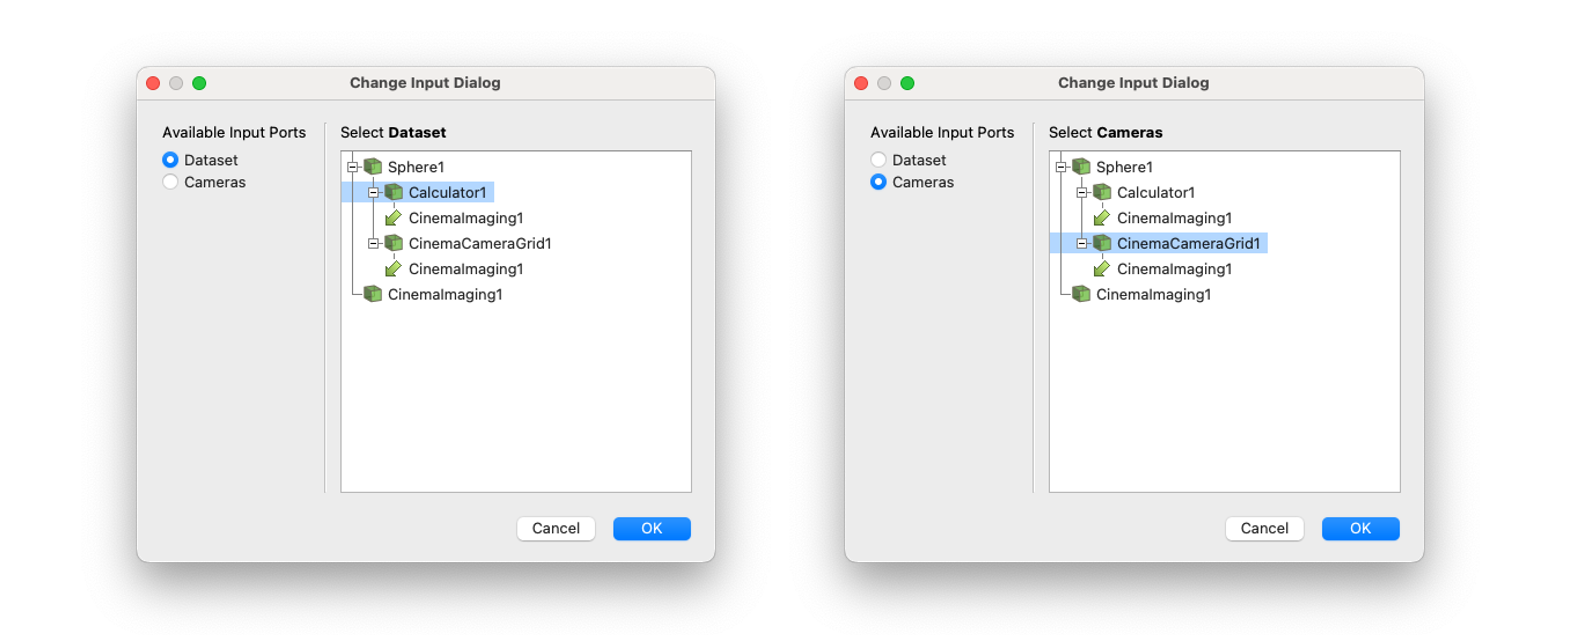 Change Input Dialog
Available Input Ports
Dataset
Cameras
Select Dataset
Sphere1
Calculator1
CinemaImaging1
CinemaCameraGrid1
CinemaImaging1
CinemaImaging1
Cancel
OK
Change Input Dialog
Available Input Ports
Dataset
Cameras
Select Cameras
Sphere1
Calculator1
CinemaImaging1
CinemaCameraGrid1
CinemaImaging1
CinemaImaging1
Cancel
OK